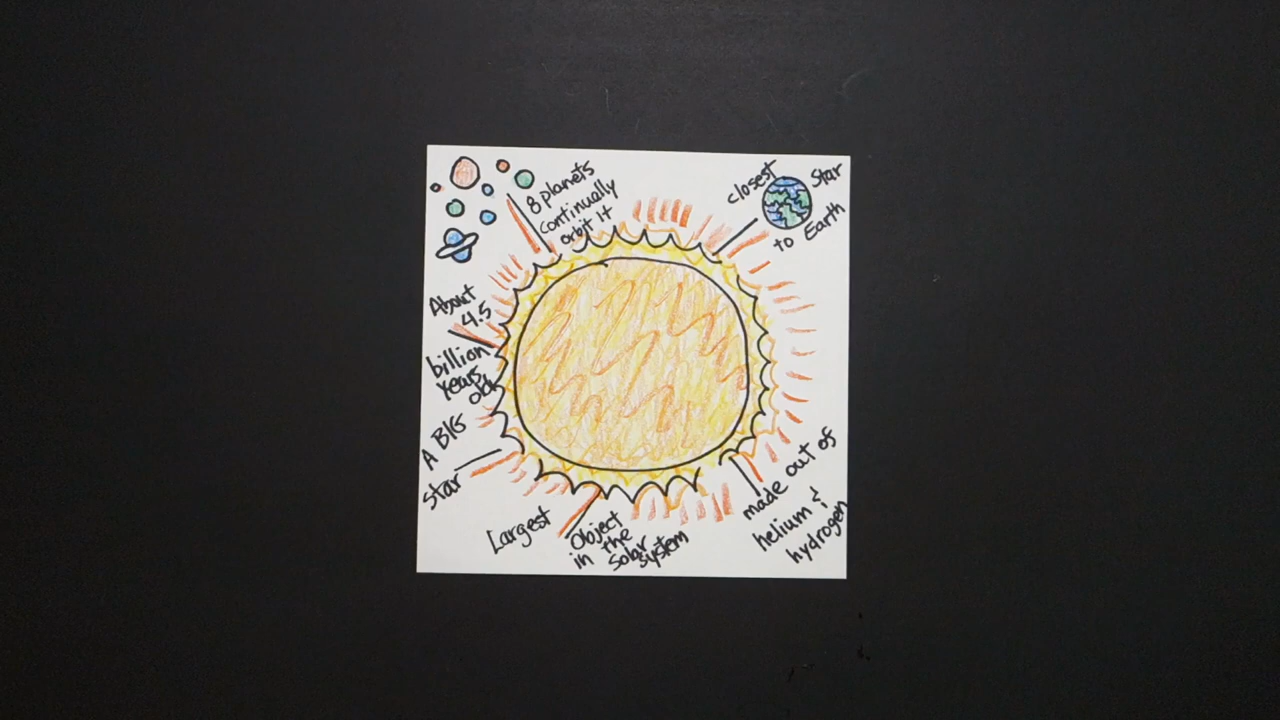 8 planets
continually
orbit it
closest Star
to Earth
About
4.5
billion
Years
old
A BIG
Star
Largest Object
in the
Solar
system
made out of
helium &
hydrogen